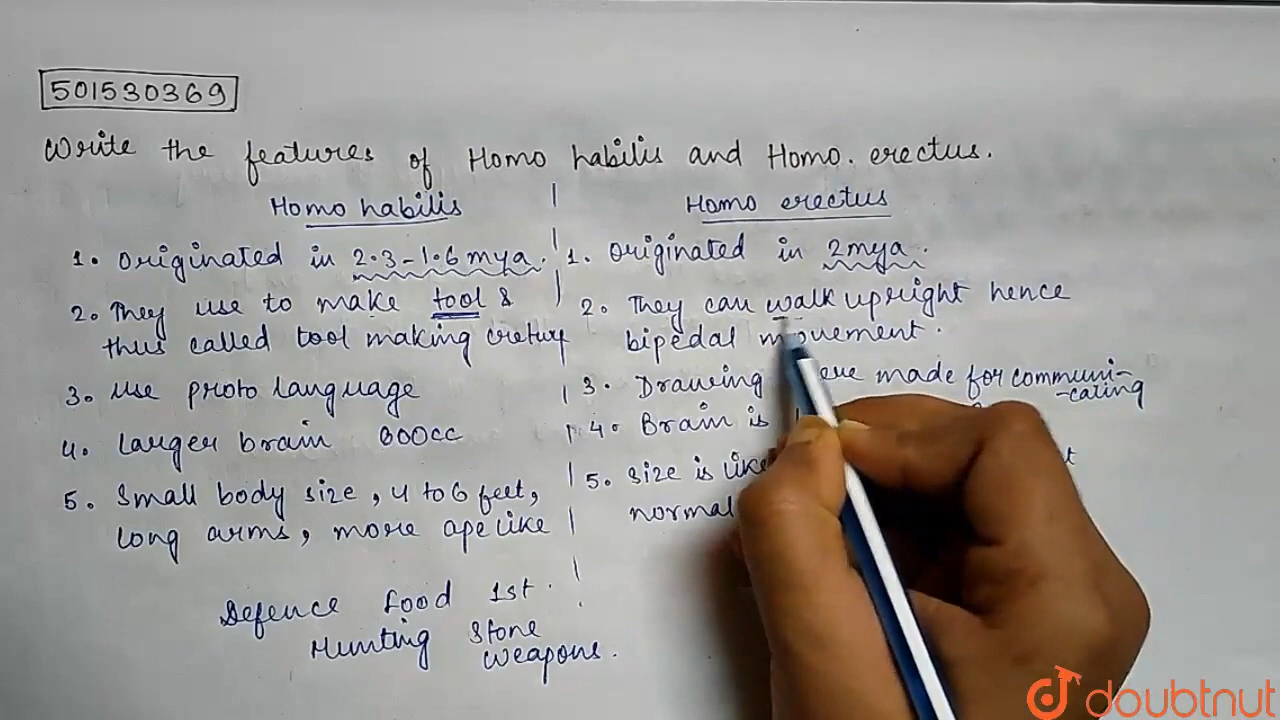 501530369
Write the features of Homo habilis and Homo. erectus.
Homo habilis
1. Originated in 2.3-1.6 mya.
2. They use to make tool &
thus called tool making cretur
3. use proto language
4. Larger brain 800cc
5. Small body size, 4 to 6 feet,
long arms, more apelike
Homo erectus
1. Originated in 2mya.
2. They can walk upright hence
bipedal movement.
3. Drawing made for communi-
-cating
4. Brain is
5. size is like
normal
Defence Food 1st.
Hunting Stone
weapons.
doubtnut